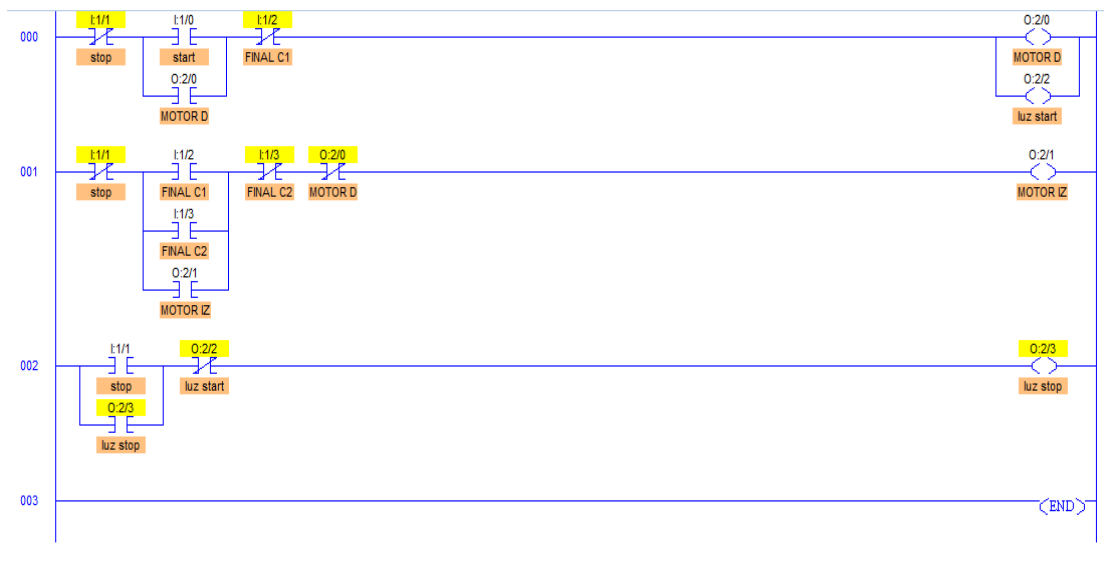 I:1/1 I:1/0 I:1/2 O:2/0
000
stop start FINAL C1 MOTOR D
O:2/0 O:2/2
MOTOR D luz start
I:1/1 I:1/2 I:1/3 O:2/0 O:2/1
001
stop FINAL C1 FINAL C2 MOTOR D MOTOR IZ
I:1/3
FINAL C2
O:2/1
MOTOR IZ
I:1/1 O:2/2 O:2/3
002
stop luz start luz stop
O:2/3
luz stop
003
END